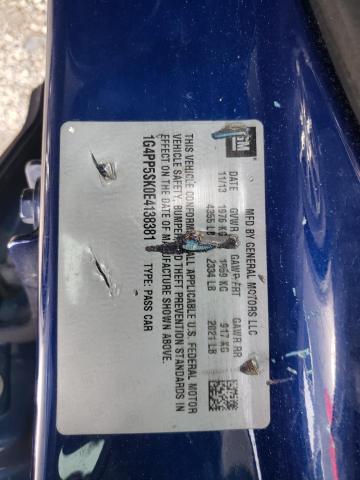 GM
MFD BY GENERAL MOTORS LLC
DATE GVWR GAWR FRT GAWR RR
11/13 1976 KG 1059 KG 917 KG
4355 LB 2334 LB 2021 LB
THIS VEHICLE CONFORMS ALL APPLICABLE U.S. FEDERAL MOTOR
VEHICLE SAFETY, BUMPER, AND THEFT PREVENTION STANDARDS IN
EFFECT ON THE DATE OF MANUFACTURE SHOWN ABOVE.
1G4PP5SK0E4138381 TYPE: PASS CAR